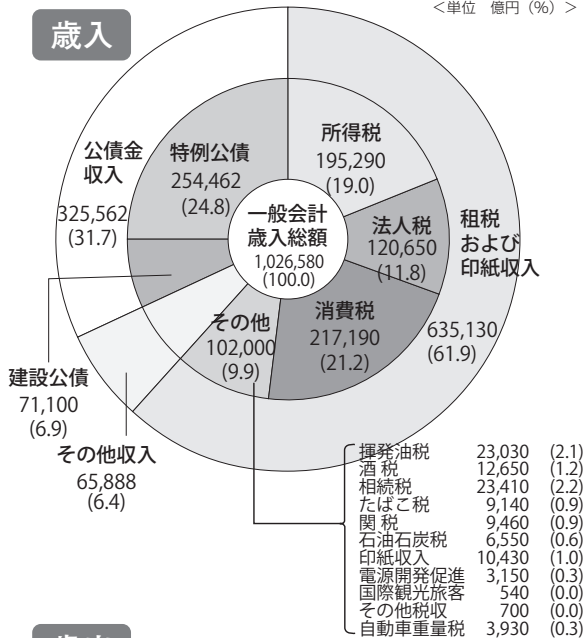 <単位 億円(%)>
歳入
公債金
収入
325,562
(31.7)
特例公債
254,462
(24.8)
所得税
195,290
(19.0)
一般会計
歳入総額
1,026,580
(100.0)
法人税
120,650
(11.8)
租税
および
印紙収入
635,130
(61.9)
消費税
217,190
(21.2)
その他
102,000
(9.9)
建設公債
71,100
(6.9)
その他収入
65,888
(6.4)
揮発油税 23,030 (2.1)
酒税 12,650 (1.2)
相続税 23,410 (2.2)
たばこ税 9,140 (0.9)
関税 9,460 (0.9)
石油石炭税 6,550 (0.6)
印紙収入 10,430 (1.0)
電源開発促進 3,150 (0.3)
国際観光旅客 540 (0.0)
その他税収 700 (0.0)
自動車重量税 3,930 (0.3)